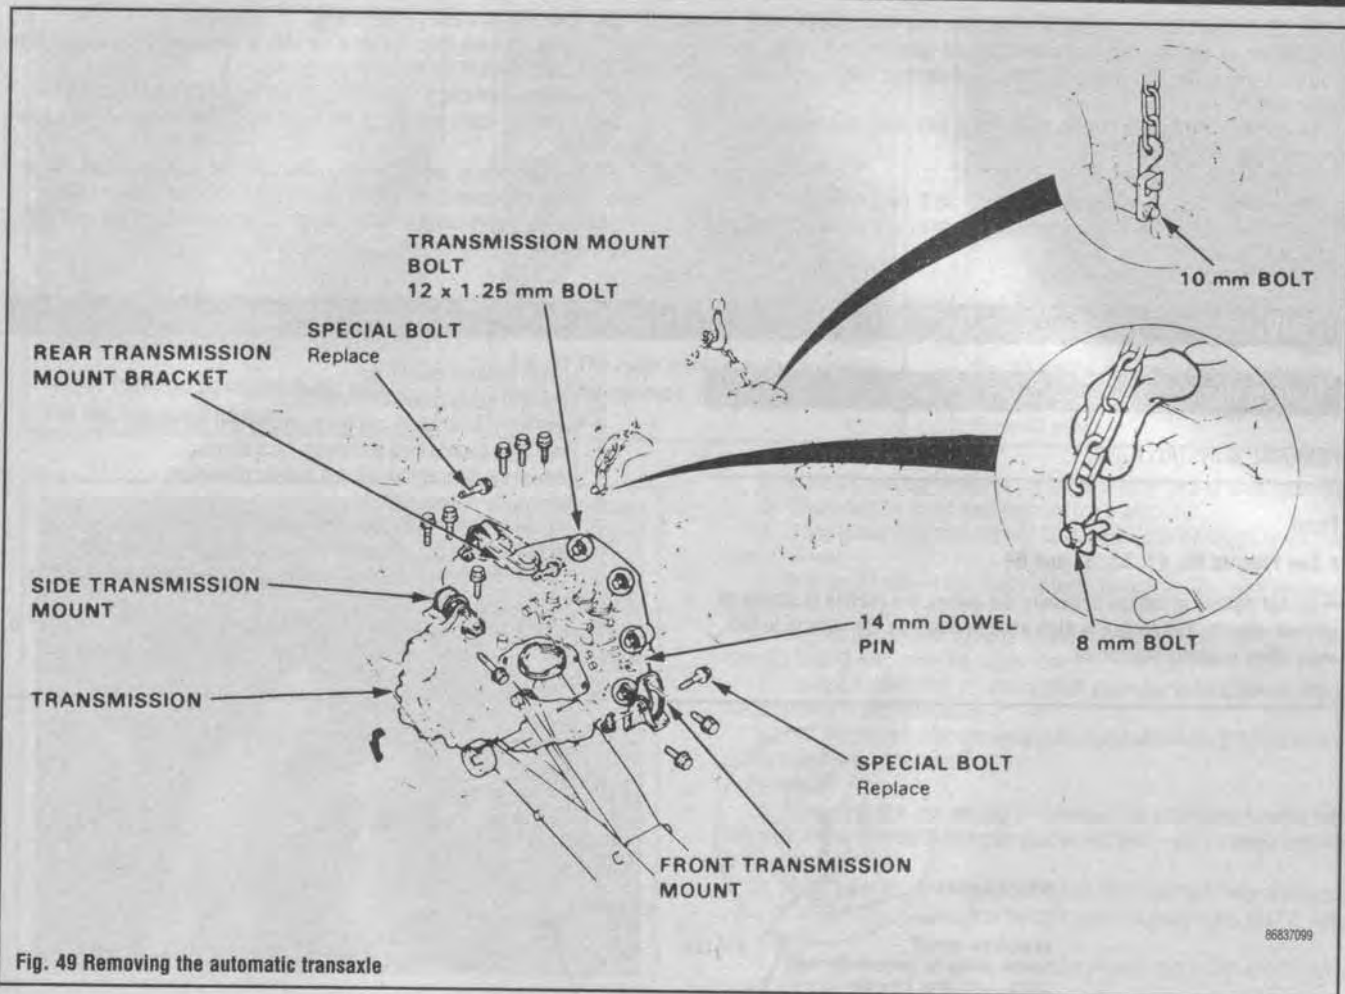 TRANSMISSION MOUNT
BOLT
12 x 1.25 mm BOLT
SPECIAL BOLT
Replace
REAR TRANSMISSION
MOUNT BRACKET
10 mm BOLT
SIDE TRANSMISSION
MOUNT
14 mm DOWEL
PIN
8 mm BOLT
TRANSMISSION
SPECIAL BOLT
Replace
FRONT TRANSMISSION
MOUNT
86837099
Fig. 49 Removing the automatic transaxle